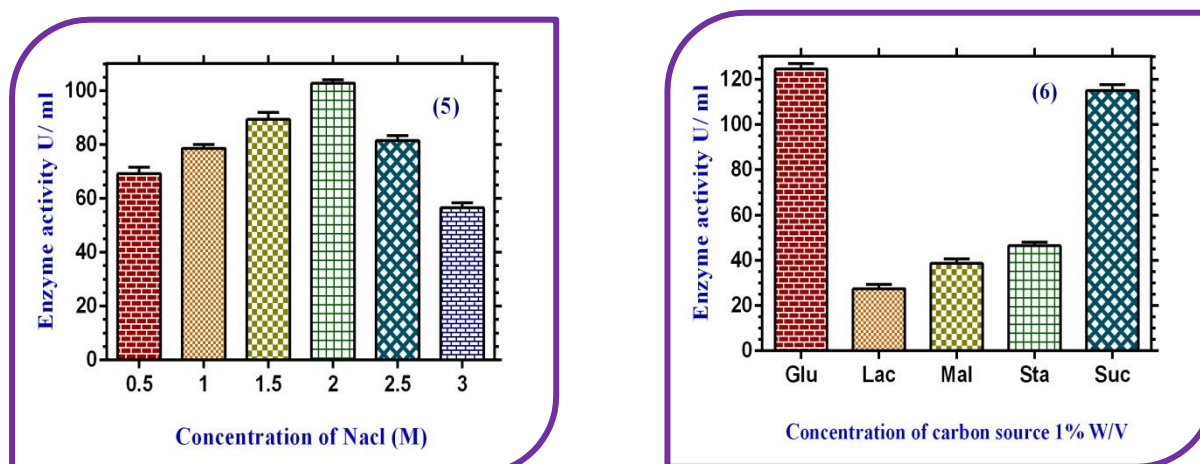 Enzyme activity U/ ml
100
80
60
40
20
0
(5)
0.5 1 1.5 2 2.5 3
Concentration of Nacl (M)
Enzyme activity U/ ml
120
100
80
60
40
20
0
(6)
Glu Lac Mal Sta Suc
Concentration of carbon source 1% W/V